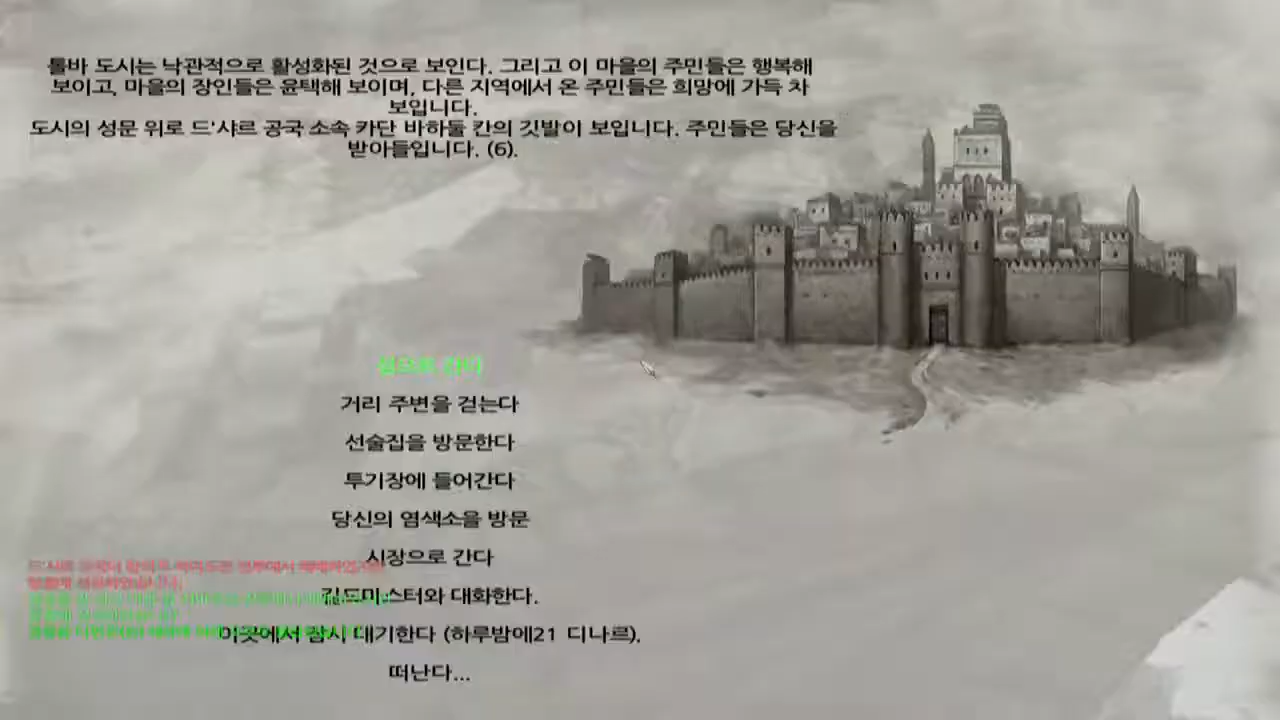 툴바 도시는 낙관적으로 활성화된 것으로 보인다. 그리고 이 마을의 주민들은 행복해
보이고, 마을의 장인들은 윤택해 보이며, 다른 지역에서 온 주민들은 희망에 가득 차
보입니다.
도시의 성문 위로 드'샤르 공국 소속 카단 바하둘 칸의 깃발이 보입니다. 주민들은 당신을
받아들입니다. (6).
성으로 간다
거리 주변을 걷는다
선술집을 방문한다
투기장에 들어간다
당신의 염색소을 방문
시장으로 간다
길드마스터와 대화한다.
이곳에서 잠시 대기한다 (하루밤에21 디나르).
떠난다...